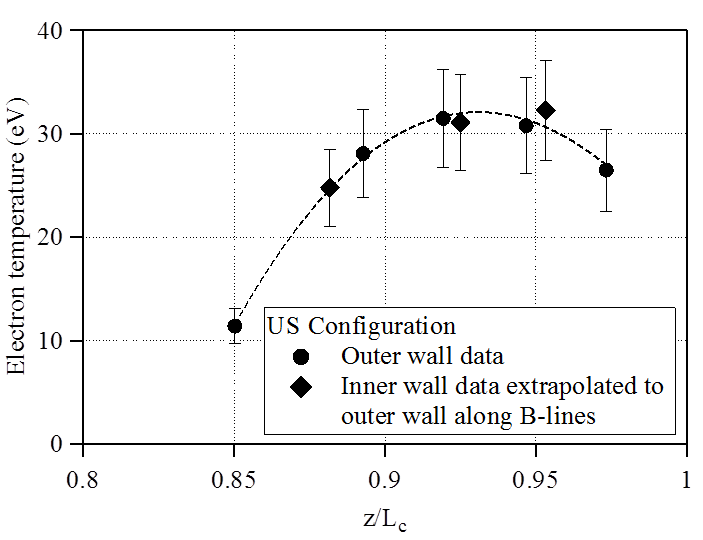 40
30
20
10
0
Electron temperature (eV)
US Configuration
Outer wall data
Inner wall data extrapolated to
outer wall along B-lines
0.8 0.85 0.9 0.95 1
z/Lc